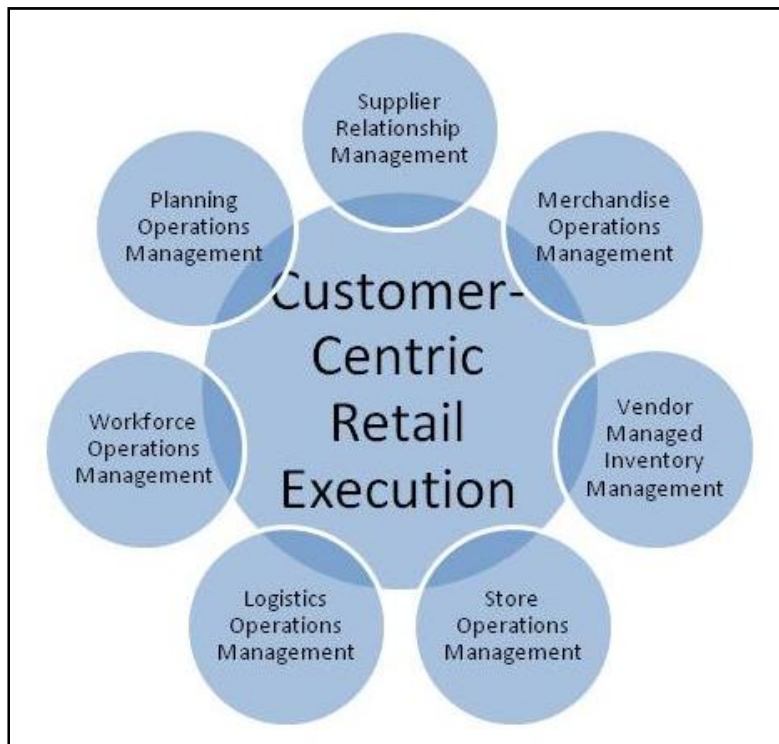 Supplier
Relationship
Management
Merchandise
Operations
Management
Vendor
Managed
Inventory
Management
Store
Operations
Management
Logistics
Operations
Management
Workforce
Operations
Management
Planning
Operations
Management
Customer-
Centric
Retail
Execution